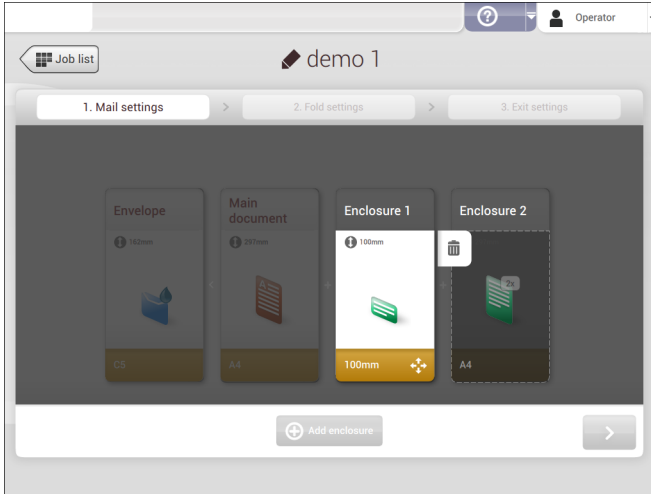 ?
Operator
Job list
demo 1
1. Mail settings
>
2. Fold settings
>
3. Exit settings
Envelope
Main
document
Enclosure 1
Enclosure 2
162mm
297mm
100mm
A
2x
C5
A4
100mm
A4
Add enclosure